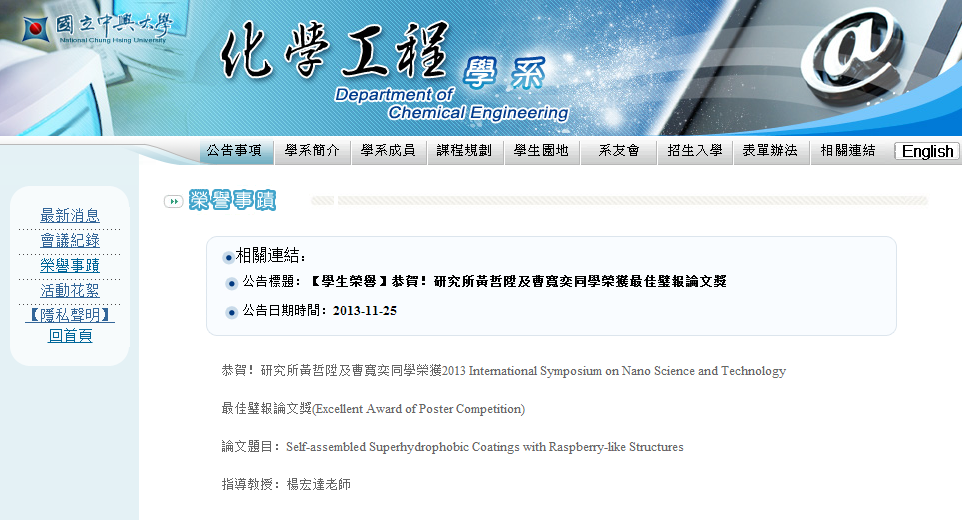 國立中興大學
National Chung Hsing University
化學工程 學系
Department of
Chemical Engineering
公告事項 學系簡介 學系成員 課程規劃 學生園地 系友會 招生入學 表單辦法 相關連結 English
榮譽事蹟
最新消息
會議紀錄
榮譽事蹟
活動花絮
【隱私聲明】
回首頁
相關連結：
公告標題：【學生榮譽】恭賀！研究所黃哲陞及曹寬奕同學榮獲最佳壁報論文獎
公告日期時間：2013-11-25
恭賀！研究所黃哲陞及曹寬奕同學榮獲2013 International Symposium on Nano Science and Technology
最佳壁報論文獎(Excellent Award of Poster Competition)
論文題目：Self-assembled Superhydrophobic Coatings with Raspberry-like Structures
指導教授：楊宏達老師